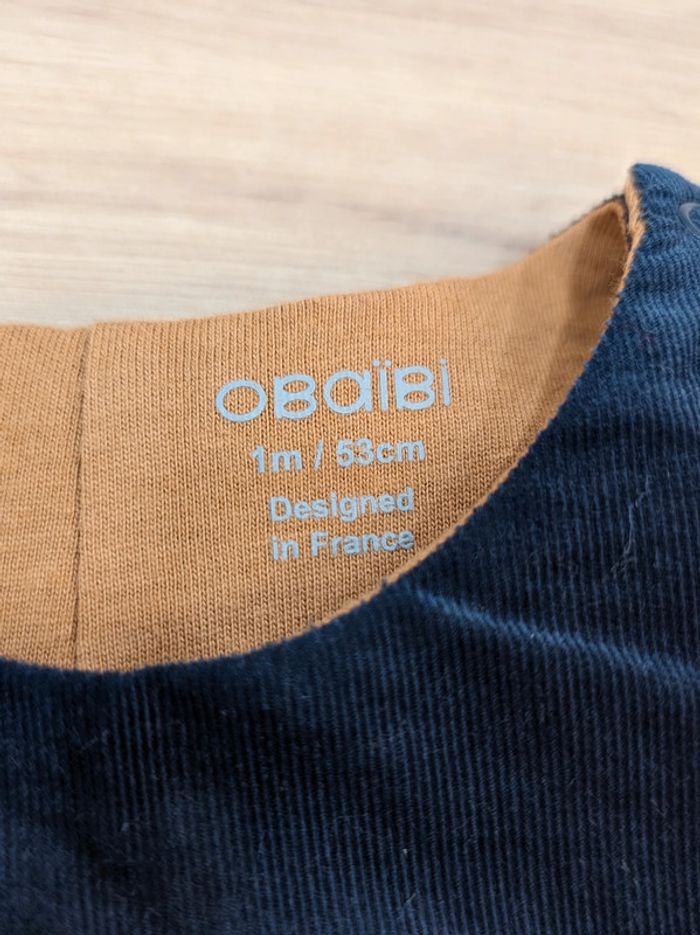 OBaïBi
1m / 53cm
Designed
in France